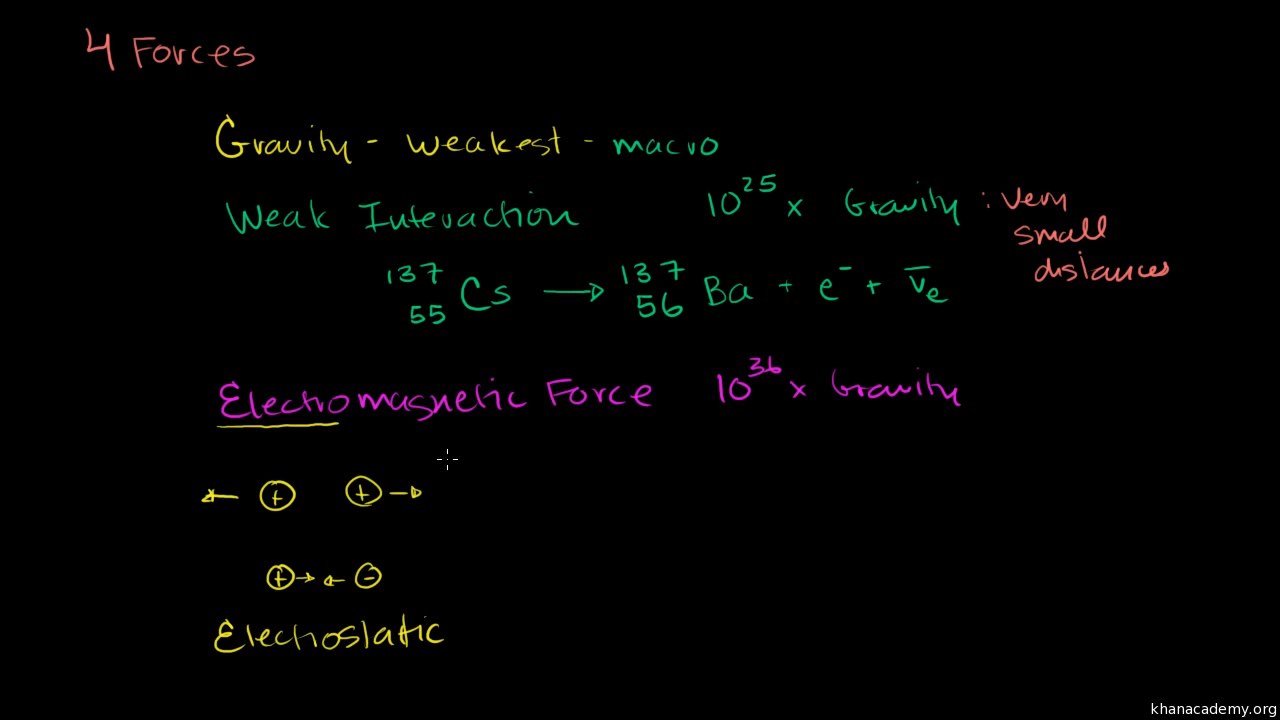 4 Forces
Gravity - weakest - macro
Weak Interaction 10^25 x Gravity : very
small
distances
137 55 Cs → 137 56 Ba + e^- + ν̅e
Electromagnetic Force 10^36 x Gravity
← + + →
+ → ← -
Electrostatic
khanacademy.org